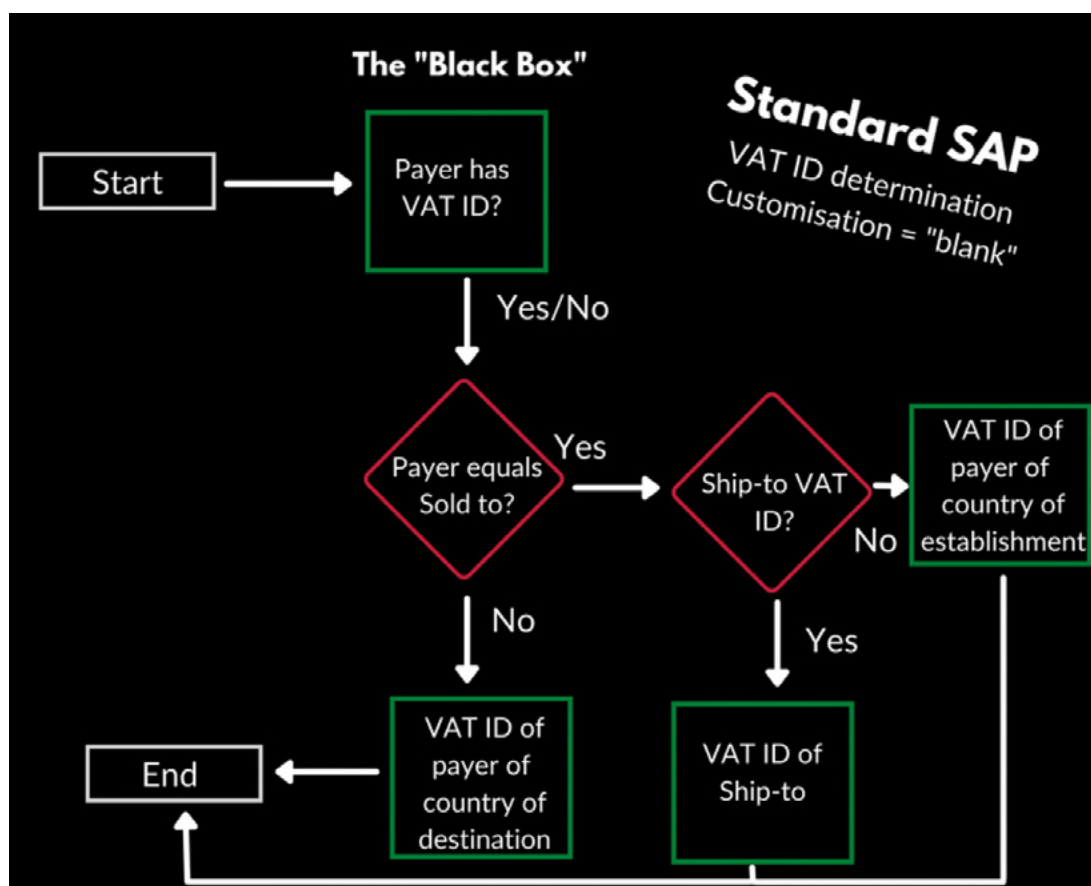 The "Black Box"
Standard SAP
VAT ID determination
Customisation = "blank"
Start
Payer has
VAT ID?
Yes/No
Payer equals
Sold to?
Yes
Ship-to VAT
ID?
No
VAT ID of
payer of
country of
establishment
No
Yes
VAT ID of
payer of
country of
destination
VAT ID of
Ship-to
End